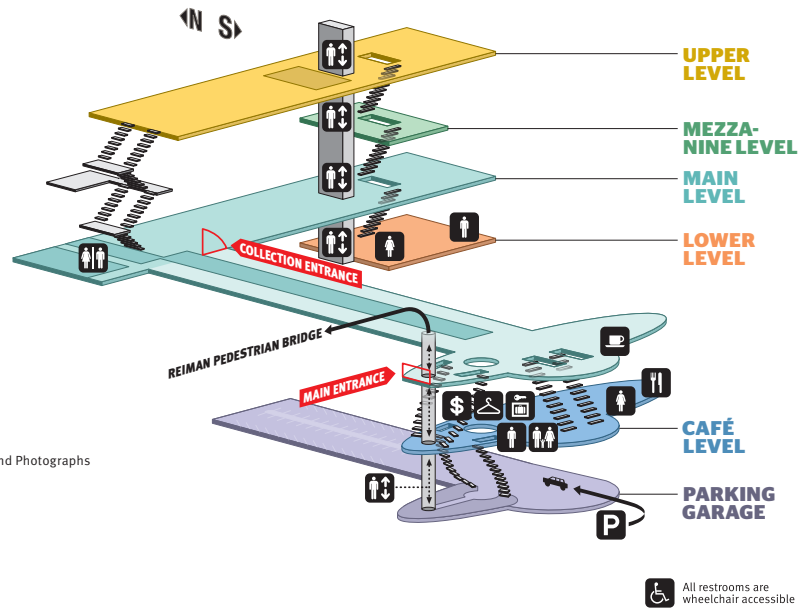 N S
UPPER
LEVEL
MEZZA-
NINE LEVEL
MAIN
LEVEL
LOWER
LEVEL
COLLECTION ENTRANCE
REIMAN PEDESTRIAN BRIDGE
MAIN ENTRANCE
$
CAFÉ
LEVEL
nd Photographs
PARKING
GARAGE
P
All restrooms are
wheelchair accessible